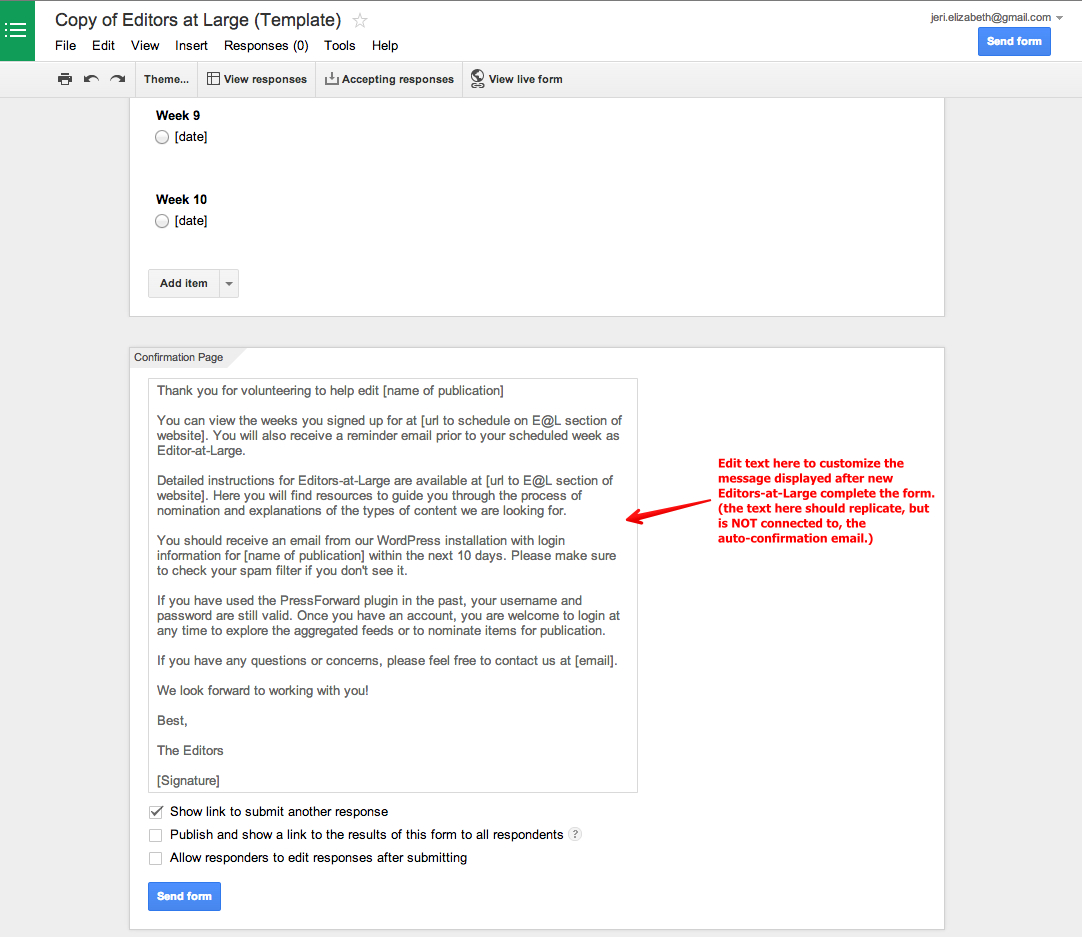 Copy of Editors at Large (Template)
jeri.elizabeth@gmail.com
File Edit View Insert Responses (0) Tools Help
Send form
Theme... View responses Accepting responses View live form
Week 9
[date]
Week 10
[date]
Add item
Confirmation Page
Thank you for volunteering to help edit [name of publication]
You can view the weeks you signed up for at [url to schedule on E@L section of
website]. You will also receive a reminder email prior to your scheduled week as
Editor-at-Large.
Detailed instructions for Editors-at-Large are available at [url to E@L section of
website]. Here you will find resources to guide you through the process of
nomination and explanations of the types of content we are looking for.
You should receive an email from our WordPress installation with login
information for [name of publication] within the next 10 days. Please make sure
to check your spam filter if you don't see it.
If you have used the PressForward plugin in the past, your username and
password are still valid. Once you have an account, you are welcome to login at
any time to explore the aggregated feeds or to nominate items for publication.
If you have any questions or concerns, please feel free to contact us at [email].
We look forward to working with you!
Best,
The Editors
[Signature]
Edit text here to customize the
message displayed after new
Editors-at-Large complete the form.
(the text here should replicate, but
is NOT connected to, the
auto-confirmation email.)
Show link to submit another response
Publish and show a link to the results of this form to all respondents ?
Allow responders to edit responses after submitting
Send form